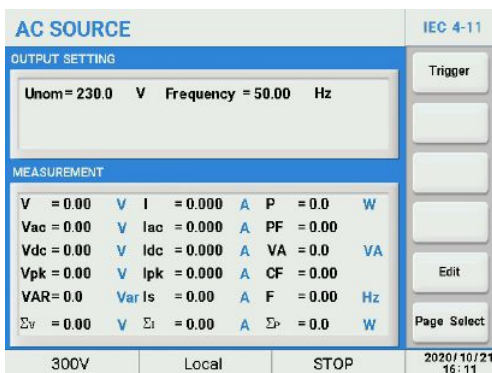 AC SOURCE
IEC 4-11
OUTPUT SETTING
Trigger
Unom= 230.0 V Frequency = 50.00 Hz
MEASUREMENT
V = 0.00 V I = 0.000 A P = 0.0 W
Vac = 0.00 V Iac = 0.000 A PF = 0.00
Vdc = 0.00 V Idc = 0.000 A VA = 0.0 VA
Vpk = 0.00 V Ipk = 0.000 A CF = 0.00
Edit
VAR= 0.0 Var Is = 0.00 A F = 0.00 Hz
Σv = 0.00 V ΣI = 0.00 A ΣP = 0.0 W
Page Select
300V Local STOP
2020/10/21
16:11